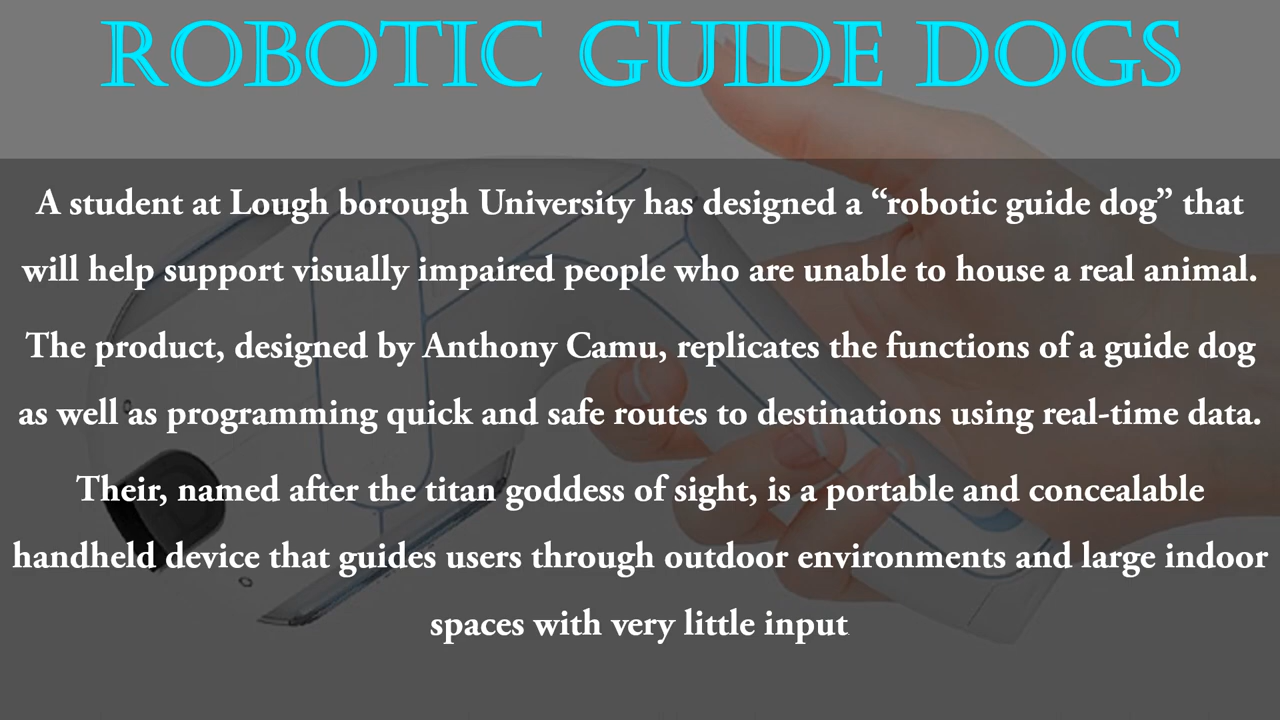 ROBOTIC GUIDE DOGS
A student at Lough borough University has designed a “robotic guide dog” that
will help support visually impaired people who are unable to house a real animal.
The product, designed by Anthony Camu, replicates the functions of a guide dog
as well as programming quick and safe routes to destinations using real-time data.
Their, named after the titan goddess of sight, is a portable and concealable
handheld device that guides users through outdoor environments and large indoor
spaces with very little input